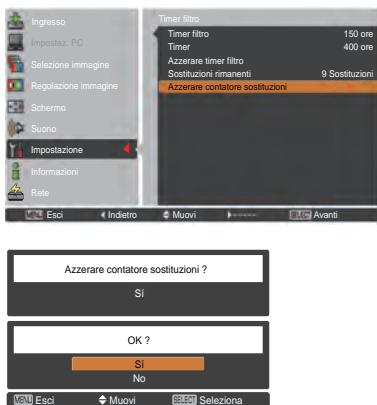 Ingresso
Impostaz. PC
Selezione immagine
Regolazione immagine
Schermo
Suono
Impostazione
Informazioni
Rete
Timer filtro
Timer filtro 150 ore
Timer 400 ore
Azzerare timer filtro
Sostituzioni rimanenti 9 Sostituzioni
Azzerare contatore sostituzioni
MENU Esci Indietro Muovi SELECT Avanti
Azzerare contatore sostituzioni ?
Sí
OK ?
Sí
No
MENU Esci Muovi SELECT Seleziona